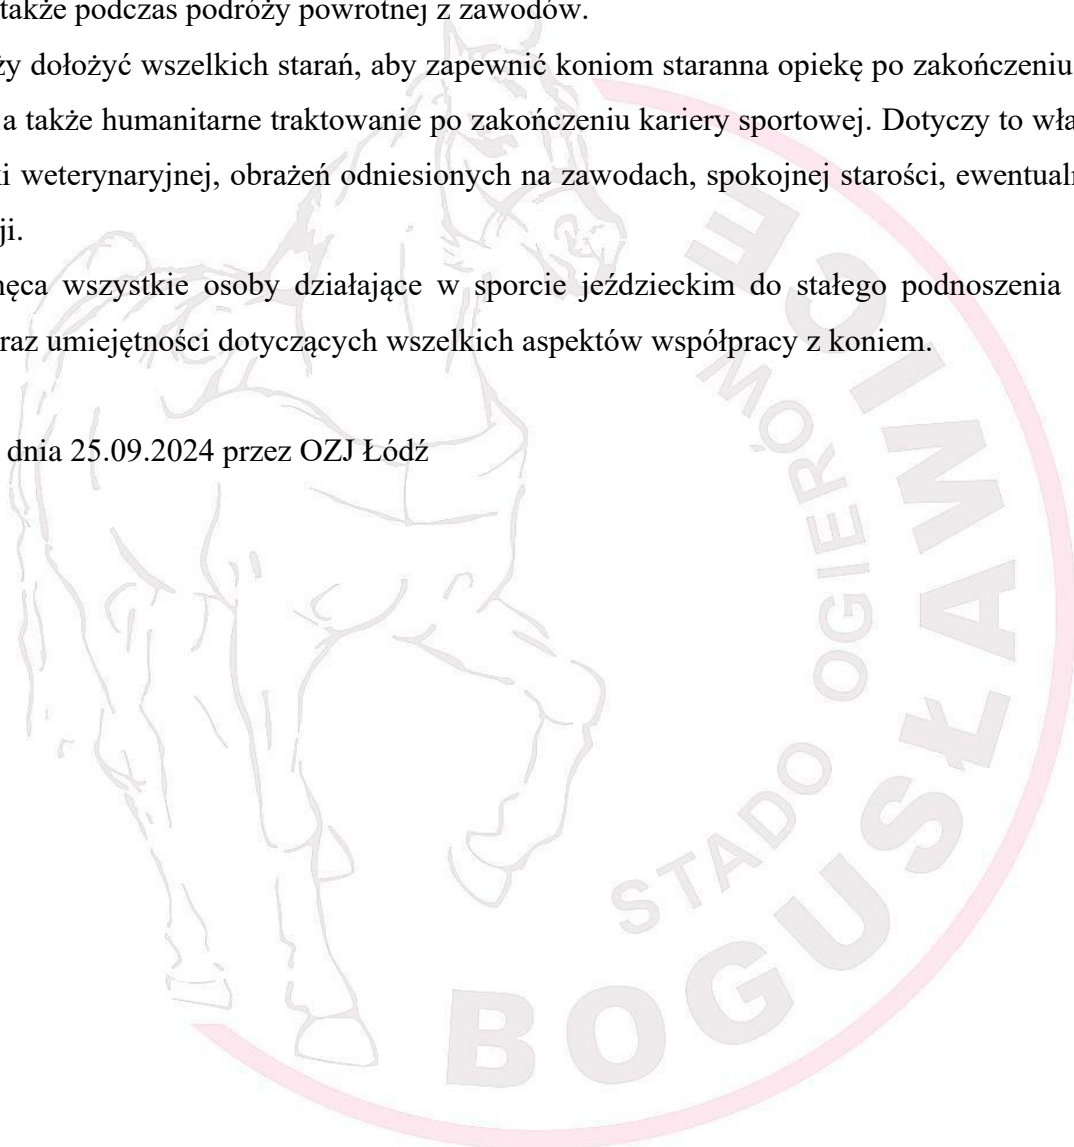 także podczas podróży powrotnej z zawodów.
ży dołożyć wszelkich starań, aby zapewnić koniom staranna opiekę po zakończeniu
a także humanitarne traktowanie po zakończeniu kariery sportowej. Dotyczy to wła
ki weterynaryjnej, obrażeń odniesionych na zawodach, spokojnej starości, ewentual
ji.
hęca wszystkie osoby działające w sporcie jeździeckim do stałego podnoszenia
raz umiejętności dotyczących wszelkich aspektów współpracy z koniem.
dnia 25.09.2024 przez OZJ Łódź
STADO OGIERÓW
BOGUSŁAWICE